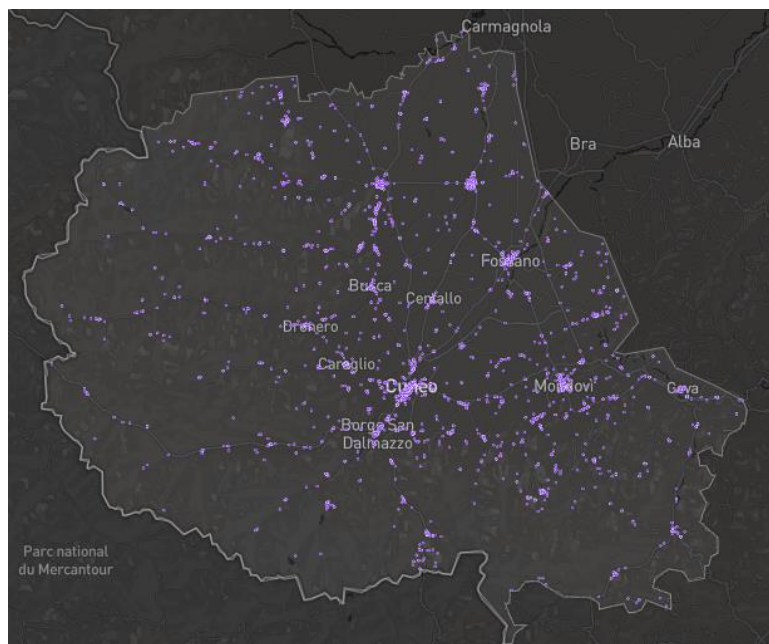 Carmagnola
Bra
Alba
Fossano
Busca
Centallo
Dronero
Caraglio
Cuneo
Mondovì
Ceva
Borgo San
Dalmazzo
Parc national
du Mercantour